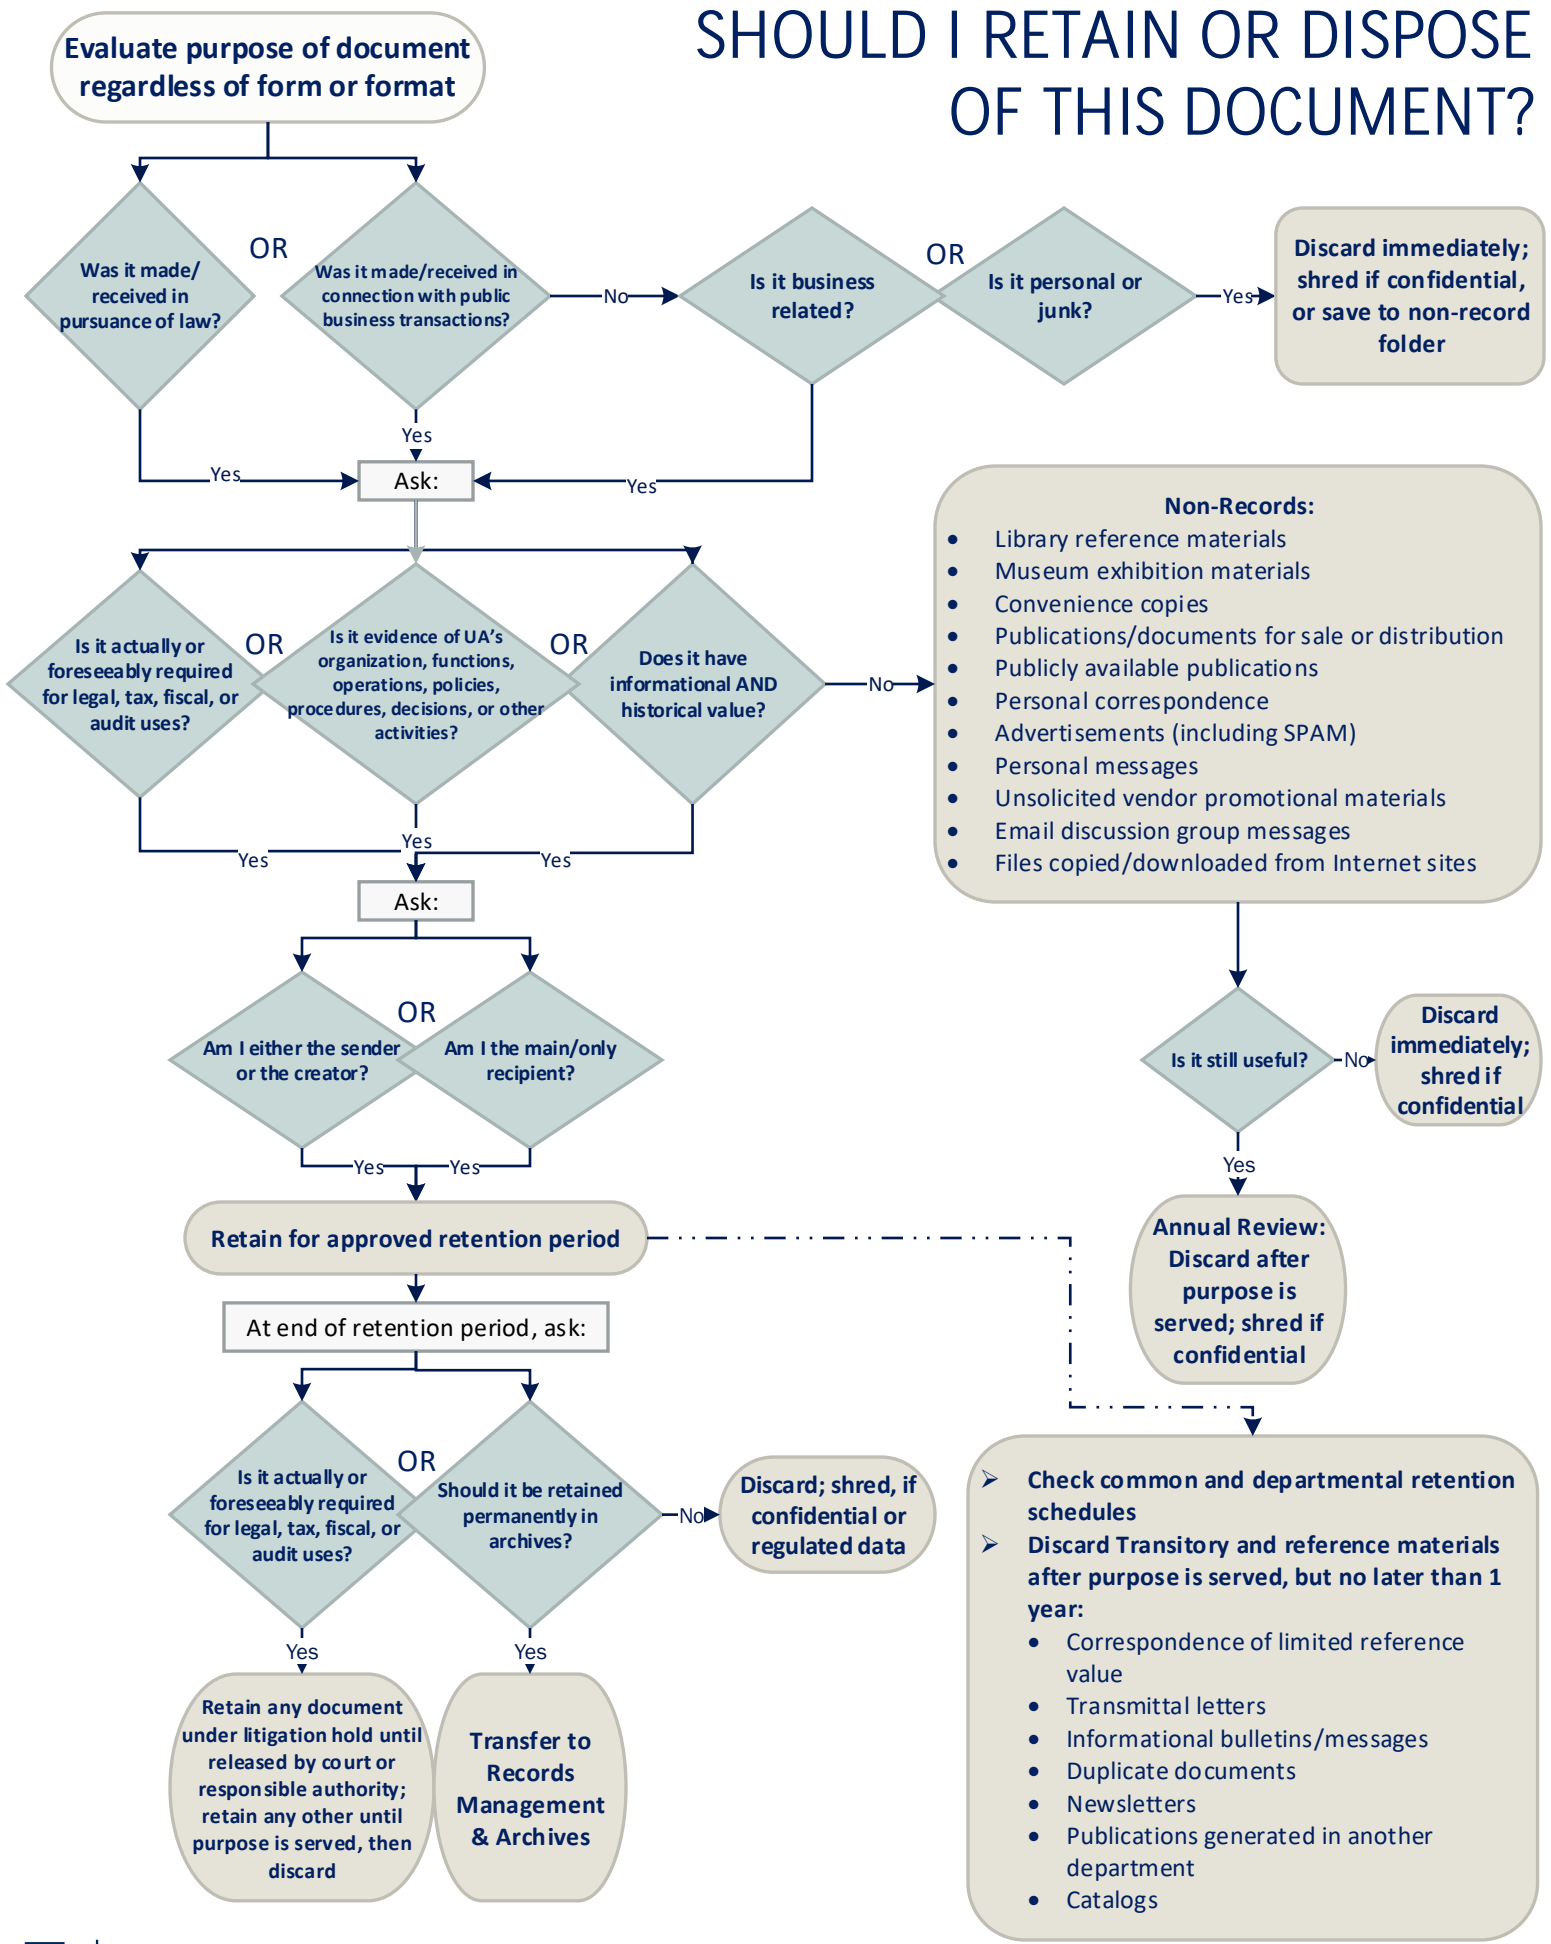 SHOULD I RETAIN OR DISPOSE
OF THIS DOCUMENT?
Evaluate purpose of document
regardless of form or format
Was it made/
received in
pursuance of law?
OR
Was it made/received in
connection with public
business transactions?
No
Is it business
related?
OR
Is it personal or
junk?
Yes
Discard immediately;
shred if confidential,
or save to non-record
folder
Yes
Yes
Yes
Ask:
Is it actually or
foreseeably required
for legal, tax, fiscal, or
audit uses?
OR
Is it evidence of UA's
organization, functions,
operations, policies,
procedures, decisions, or other
activities?
OR
Does it have
informational AND
historical value?
No
Non-Records:
• Library reference materials
• Museum exhibition materials
• Convenience copies
• Publications/documents for sale or distribution
• Publicly available publications
• Personal correspondence
• Advertisements (including SPAM)
• Personal messages
• Unsolicited vendor promotional materials
• Email discussion group messages
• Files copied/downloaded from Internet sites
Yes
Yes
Yes
Ask:
Am I either the sender
or the creator?
OR
Am I the main/only
recipient?
Is it still useful?
No
Discard
immediately;
shred if
confidential
Yes
Yes
Yes
Annual Review:
Discard after
purpose is
served; shred if
confidential
Retain for approved retention period
At end of retention period, ask:
Is it actually or
foreseeably required
for legal, tax, fiscal, or
audit uses?
OR
Should it be retained
permanently in
archives?
No
Discard; shred, if
confidential or
regulated data
Yes
Yes
Retain any document
under litigation hold until
released by court or
responsible authority;
retain any other until
purpose is served, then
discard
Transfer to
Records
Management
& Archives
➢ Check common and departmental retention
schedules
➢ Discard Transitory and reference materials
after purpose is served, but no later than 1
year:
• Correspondence of limited reference
value
• Transmittal letters
• Informational bulletins/messages
• Duplicate documents
• Newsletters
• Publications generated in another
department
• Catalogs